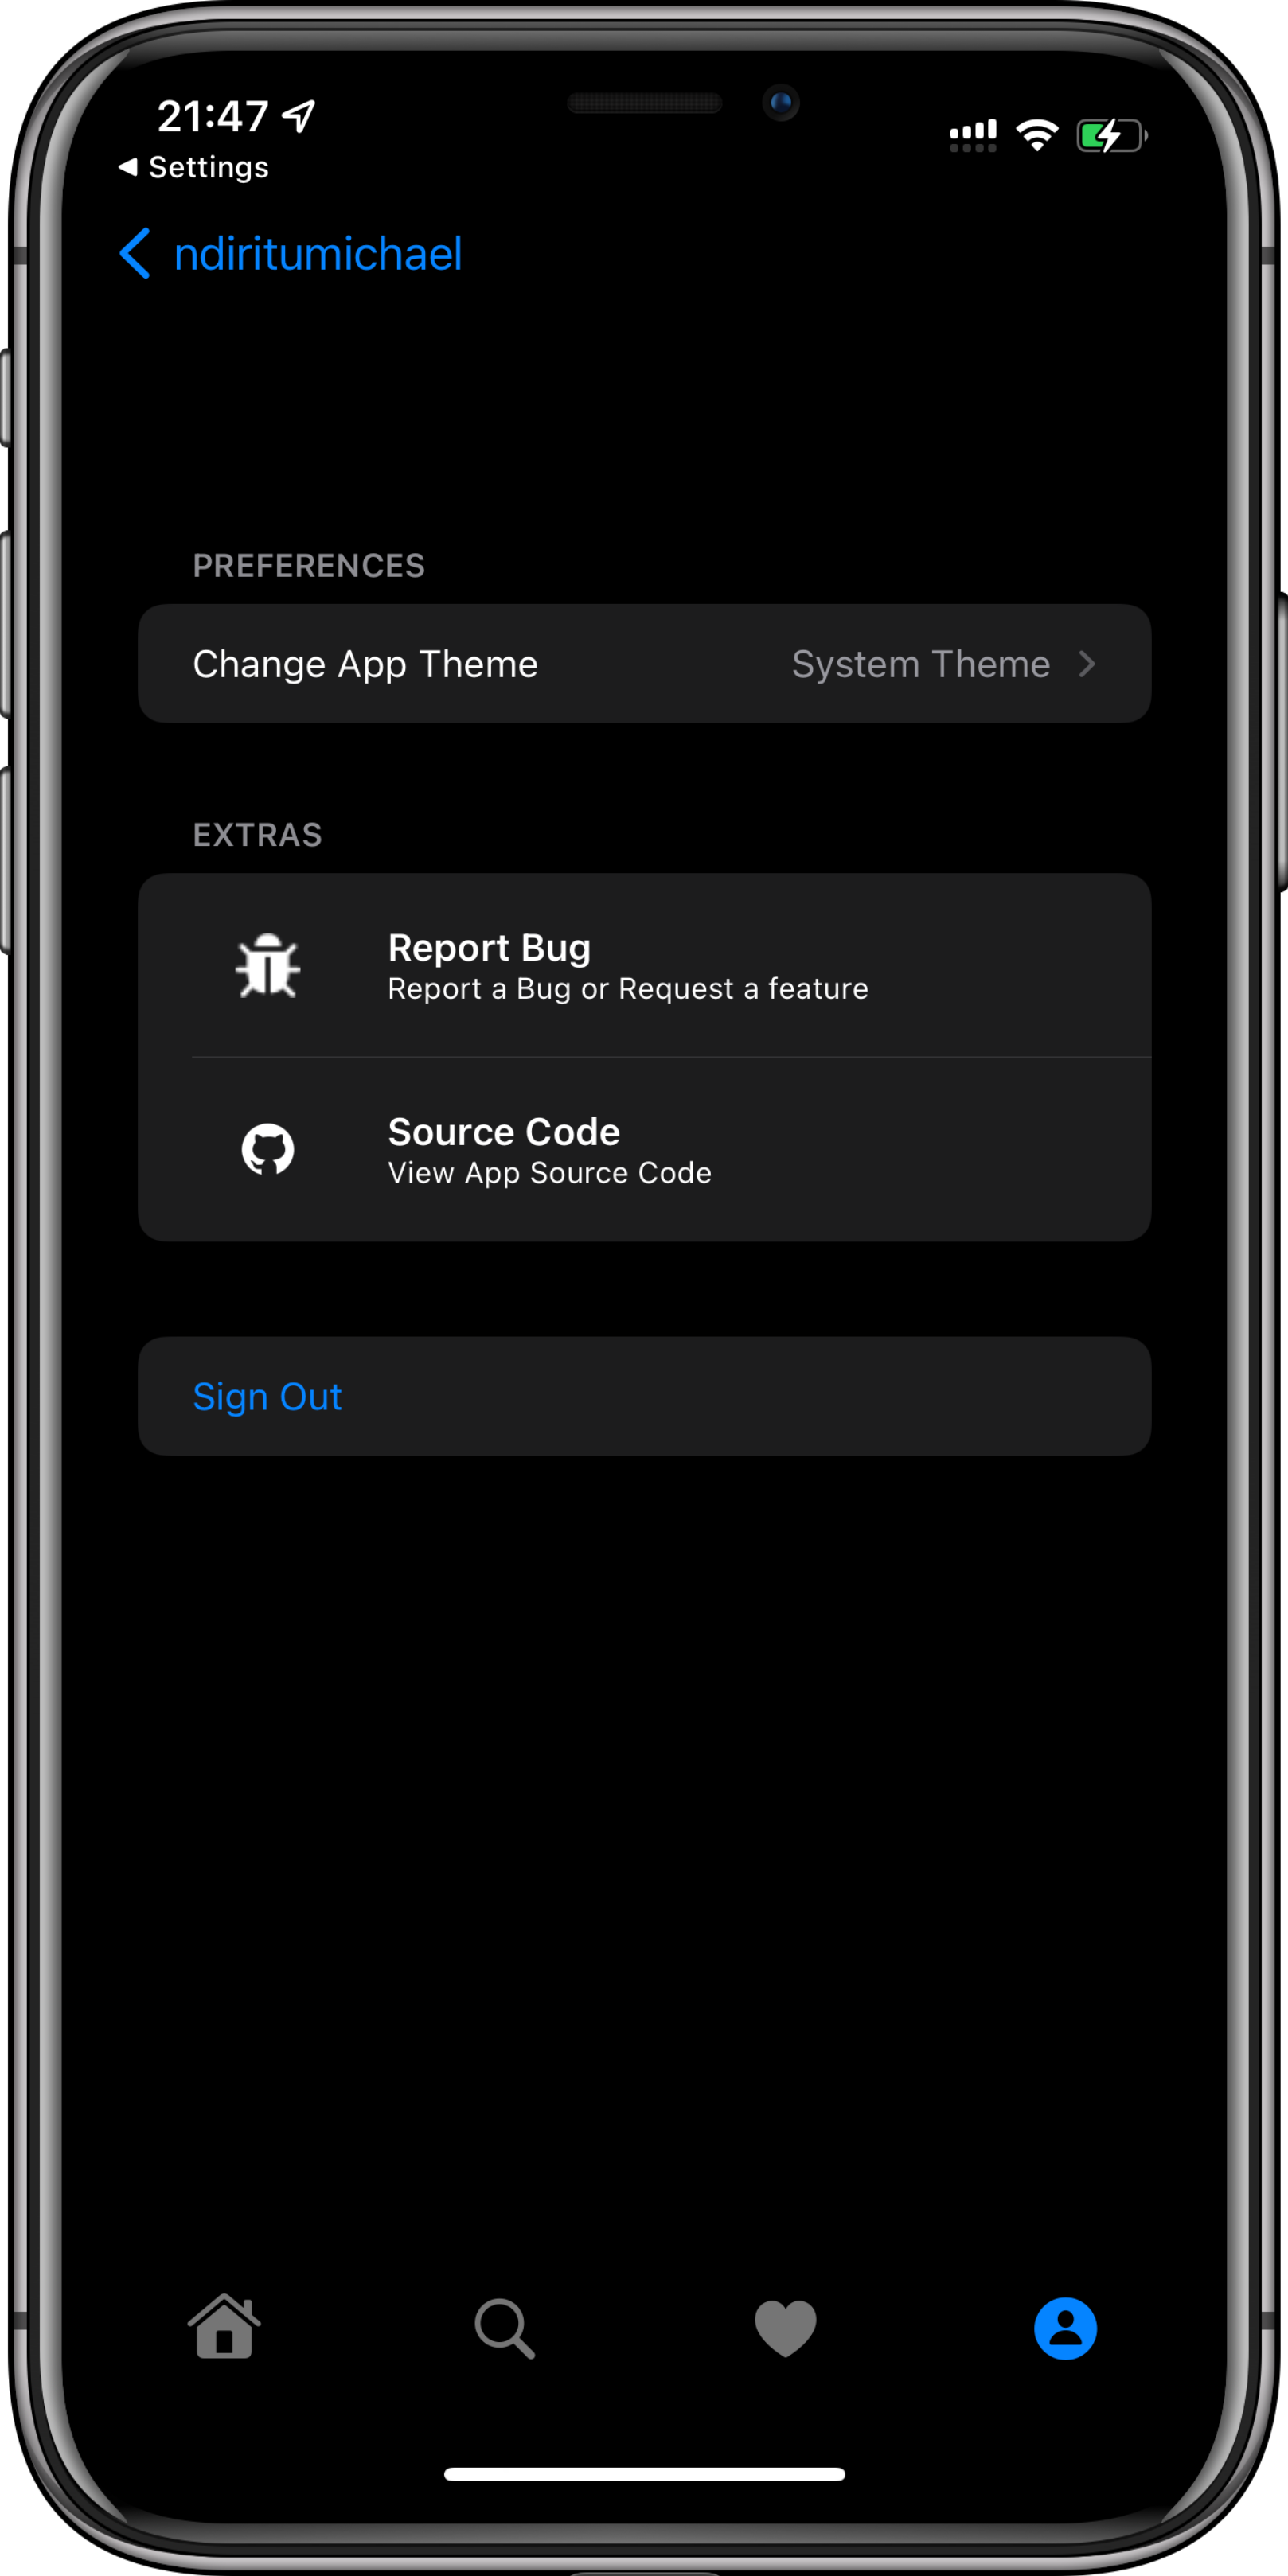 21:47
Settings
ndiritumichael
PREFERENCES
Change App Theme System Theme
EXTRAS
Report Bug
Report a Bug or Request a feature
Source Code
View App Source Code
Sign Out